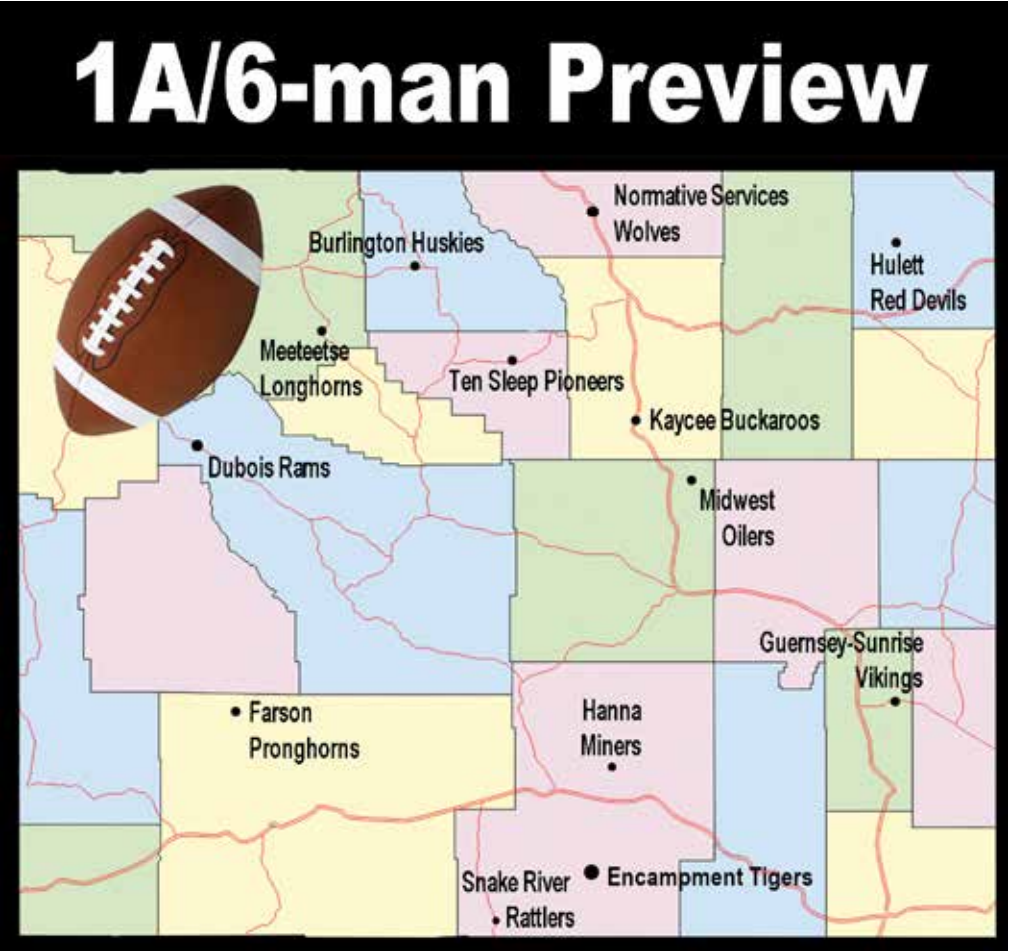 1A/6-man Preview
Normative Services
Wolves
Burlington Huskies
Hulett
Red Devils
Meeteetse
Longhorns
Ten Sleep Pioneers
Kaycee Buckaroos
Dubois Rams
Midwest
Oilers
Guernsey-Sunrise
Vikings
Farson
Pronghorns
Hanna
Miners
Encampment Tigers
Snake River
Rattlers